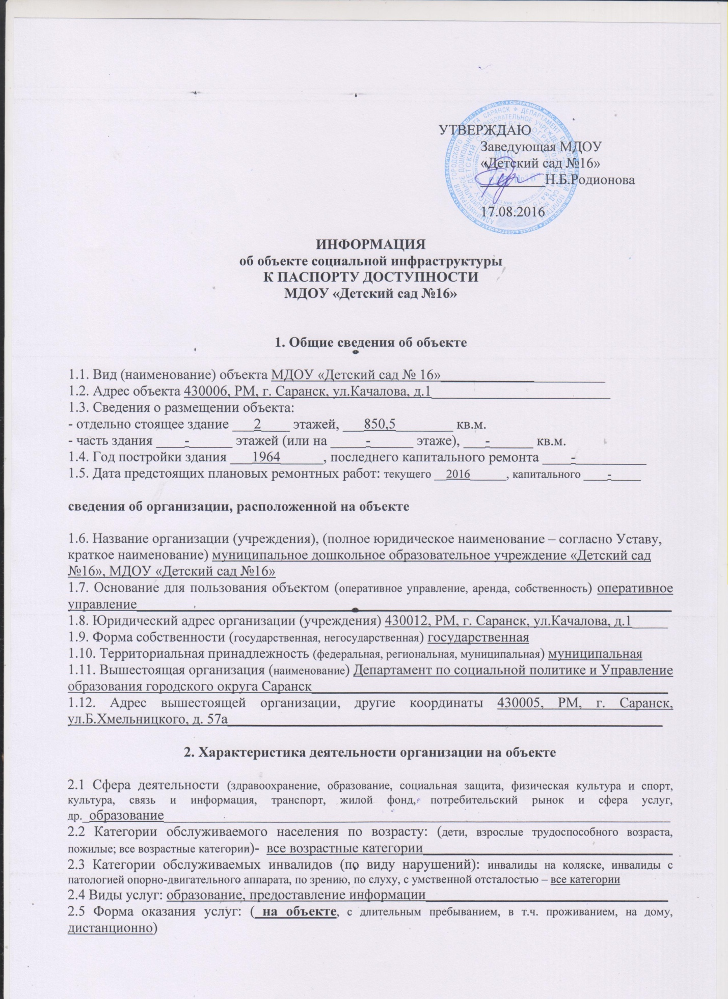 УТВЕРЖДАЮ
Заведующая МДОУ
«Детский сад №16»
_________Н.Б.Родионова
17.08.2016
ИНФОРМАЦИЯ
об объекте социальной инфраструктуры
К ПАСПОРТУ ДОСТУПНОСТИ
МДОУ «Детский сад №16»
1. Общие сведения об объекте
1.1. Вид (наименование) объекта МДОУ «Детский сад № 16»
1.2. Адрес объекта 430006, РМ, г. Саранск, ул.Качалова, д.1
1.3. Сведения о размещении объекта:
- отдельно стоящее здание ___2____ этажей, ___850,5________ кв.м.
- часть здания ____-______ этажей (или на _____-______ этаже), ___-______ кв.м.
1.4. Год постройки здания ___1964______, последнего капитального ремонта ____-__________
1.5. Дата предстоящих плановых ремонтных работ: текущего __2016______, капитального ____-_____
сведения об организации, расположенной на объекте
1.6. Название организации (учреждения), (полное юридическое наименование – согласно Уставу,
краткое наименование) муниципальное дошкольное образовательное учреждение «Детский сад
№16», МДОУ «Детский сад №16»
1.7. Основание для пользования объектом (оперативное управление, аренда, собственность) оперативное
управление
1.8. Юридический адрес организации (учреждения) 430012, РМ, г. Саранск, ул.Качалова, д.1_____
1.9. Форма собственности (государственная, негосударственная) государственная
1.10. Территориальная принадлежность (федеральная, региональная, муниципальная) муниципальная
1.11. Вышестоящая организация (наименование) Департамент по социальной политике и Управление
образования городского округа Саранск
1.12. Адрес вышестоящей организации, другие координаты 430005, РМ, г. Саранск,
ул.Б.Хмельницкого, д. 57а
2. Характеристика деятельности организации на объекте
2.1 Сфера деятельности (здравоохранение, образование, социальная защита, физическая культура и спорт,
культура, связь и информация, транспорт, жилой фонд, потребительский рынок и сфера услуг,
др._образование
2.2 Категории обслуживаемого населения по возрасту: (дети, взрослые трудоспособного возраста,
пожилые; все возрастные категории)- все возрастные категории
2.3 Категории обслуживаемых инвалидов (по виду нарушений): инвалиды на коляске, инвалиды с
патологией опорно-двигательного аппарата, по зрению, по слуху, с умственной отсталостью – все категории
2.4 Виды услуг: образование, предоставление информации
2.5 Форма оказания услуг: ( на объекте, с длительным пребыванием, в т.ч. проживанием, на дому,
дистанционно)